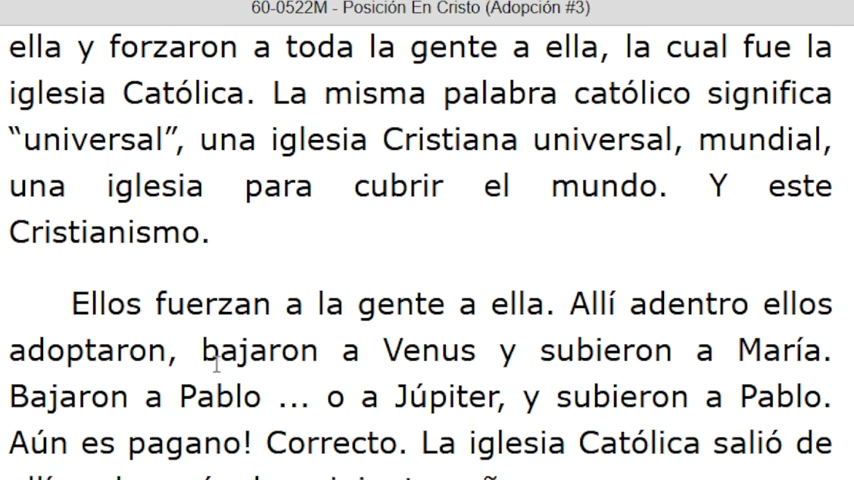 60-0522M - Posición En Cristo (Adopción #3)
ella y forzaron a toda la gente a ella, la cual fue la
iglesia Católica. La misma palabra católico significa
“universal”, una iglesia Cristiana universal, mundial,
una iglesia para cubrir el mundo. Y este
Cristianismo.
Ellos fuerzan a la gente a ella. Allí adentro ellos
adoptaron, bajaron a Venus y subieron a María.
Bajaron a Pablo ... o a Júpiter, y subieron a Pablo.
Aún es pagano! Correcto. La iglesia Católica salió de